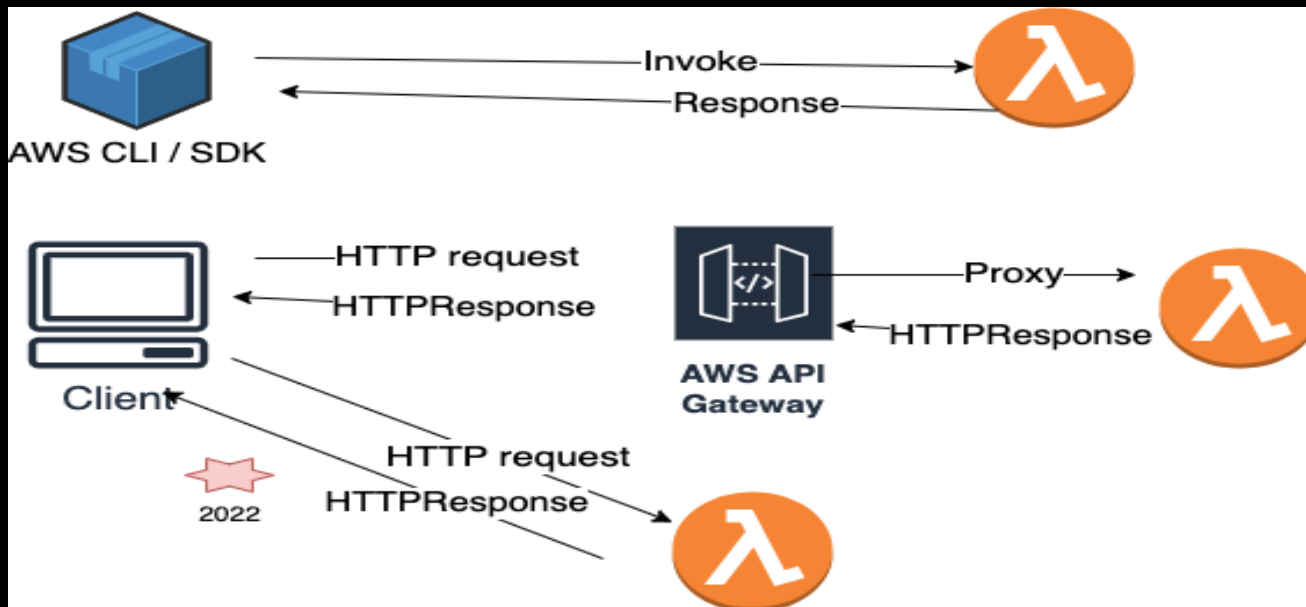 Invoke
Response
AWS CLI / SDK
HTTP request
HTTPResponse
Client
</>
AWS API
Gateway
Proxy
HTTPResponse
HTTP request
HTTPResponse
2022